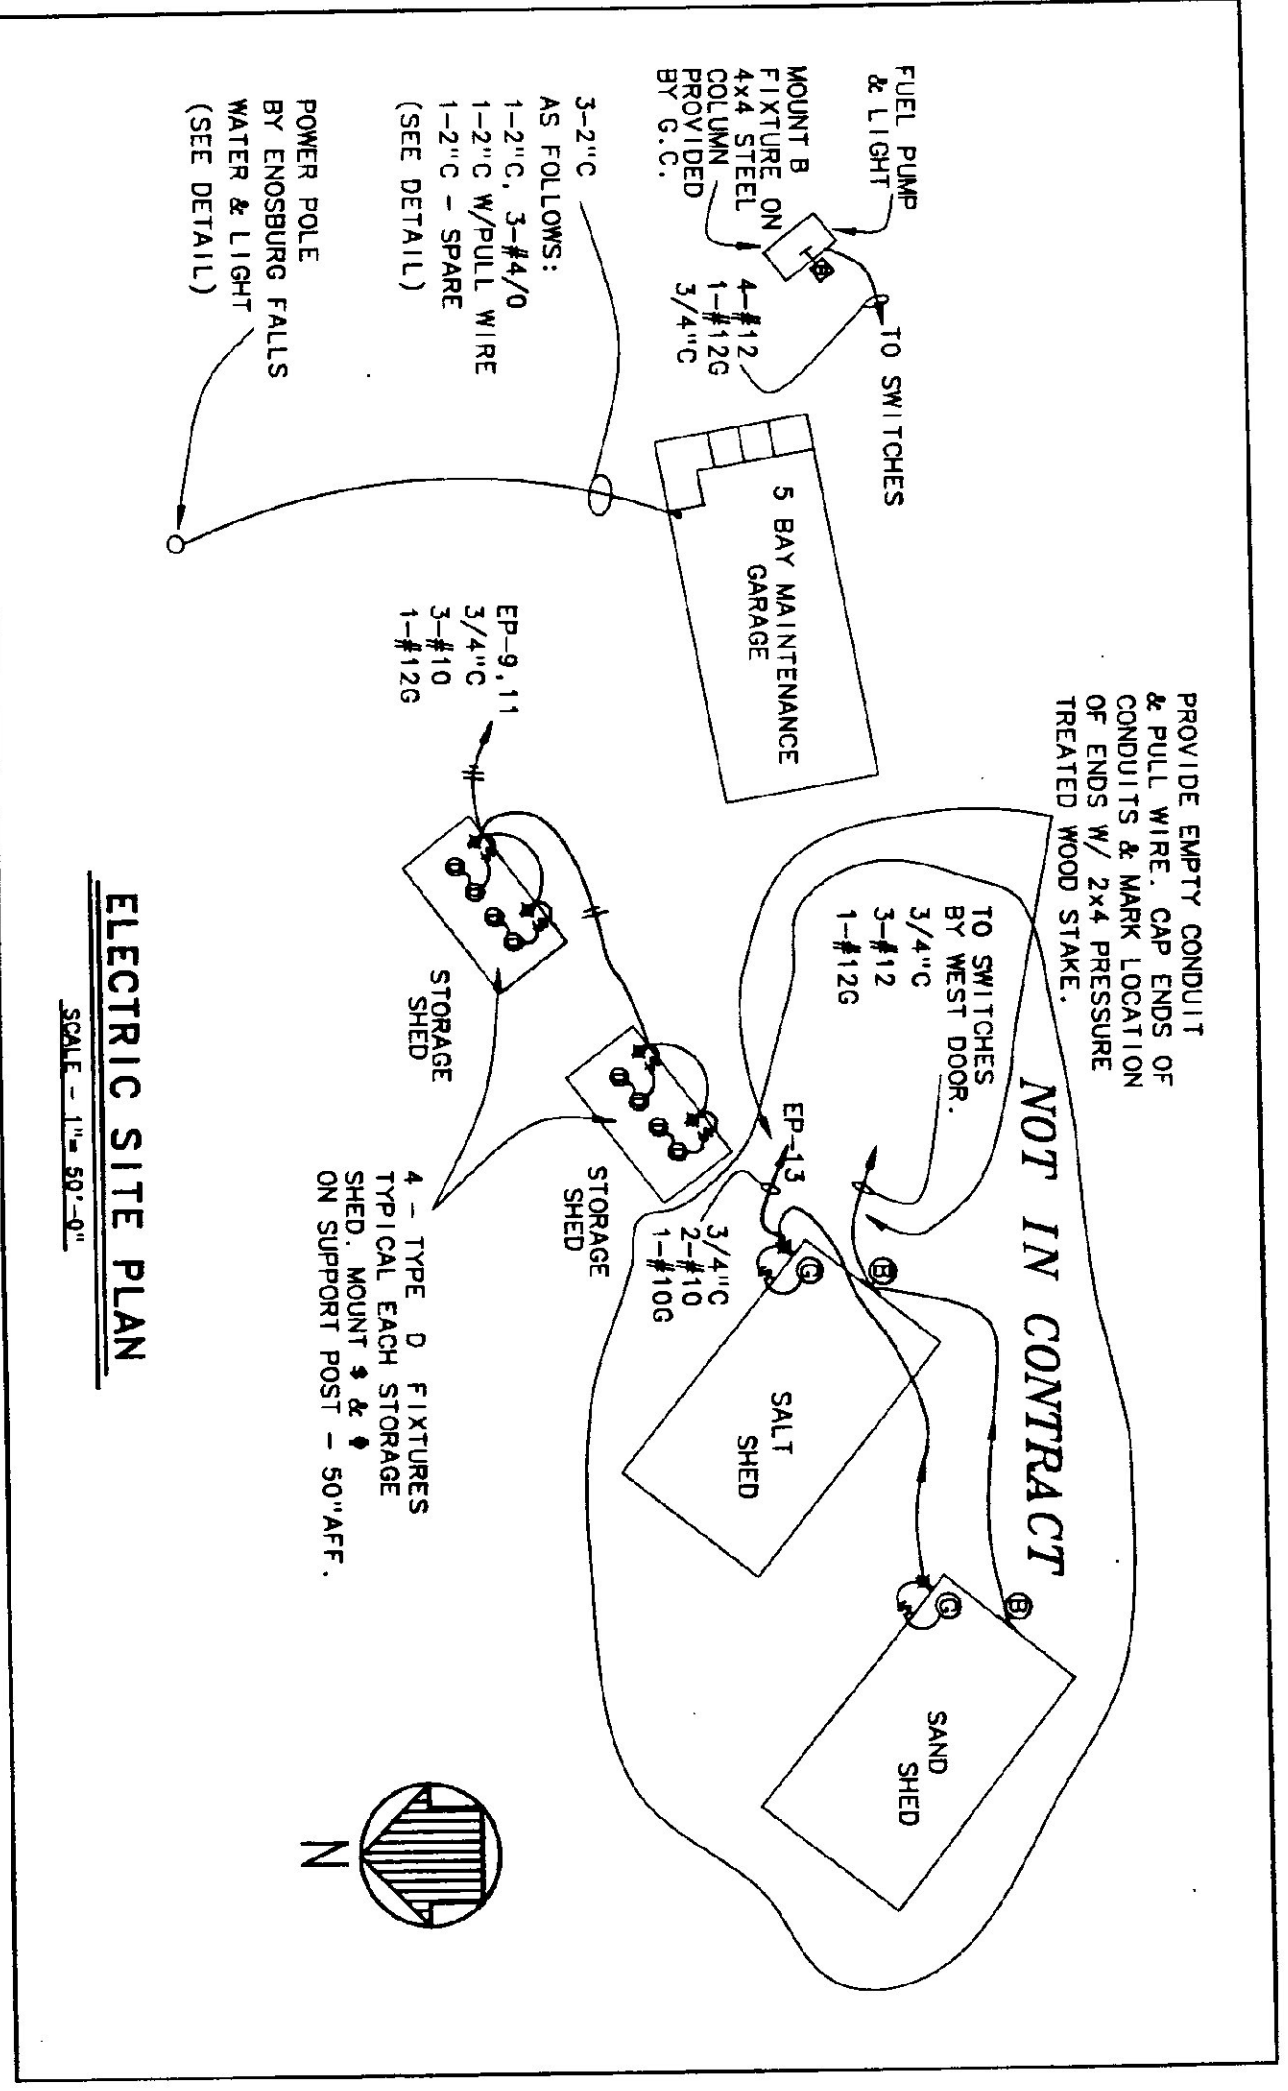 FUEL PUMP
& LIGHT
MOUNT B
FIXTURE ON
4x4 STEEL
COLUMN
PROVIDED
BY G.C.
TO SWITCHES
4-#12
1-#12G
3/4"C
3-2"C
AS FOLLOWS:
1-2"C, 3-#4/0
1-2"C W/PULL WIRE
1-2"C - SPARE
(SEE DETAIL)
POWER POLE
BY ENOSBURG FALLS
WATER & LIGHT
(SEE DETAIL)
5 BAY MAINTENANCE
GARAGE
PROVIDE EMPTY CONDUIT
& PULL WIRE. CAP ENDS OF
CONDUITS & MARK LOCATION
OF ENDS W/ 2x4 PRESSURE
TREATED WOOD STAKE.
TO SWITCHES
BY WEST DOOR.
3/4"C
3-#12
1-#12G
NOT IN CONTRACT
EP-9,11
3/4"C
3-#10
1-#12G
D
D
D
D
STORAGE
SHED
D
D
D
D
STORAGE
SHED
EP-13
3/4"C
2-#10
1-#10G
B
G
SALT
SHED
B
G
SAND
SHED
4 - TYPE D FIXTURES
TYPICAL EACH STORAGE
SHED. MOUNT $ & ⌽
ON SUPPORT POST - 50"AFF.
N
ELECTRIC SITE PLAN
SCALE - 1"= 50'-0"